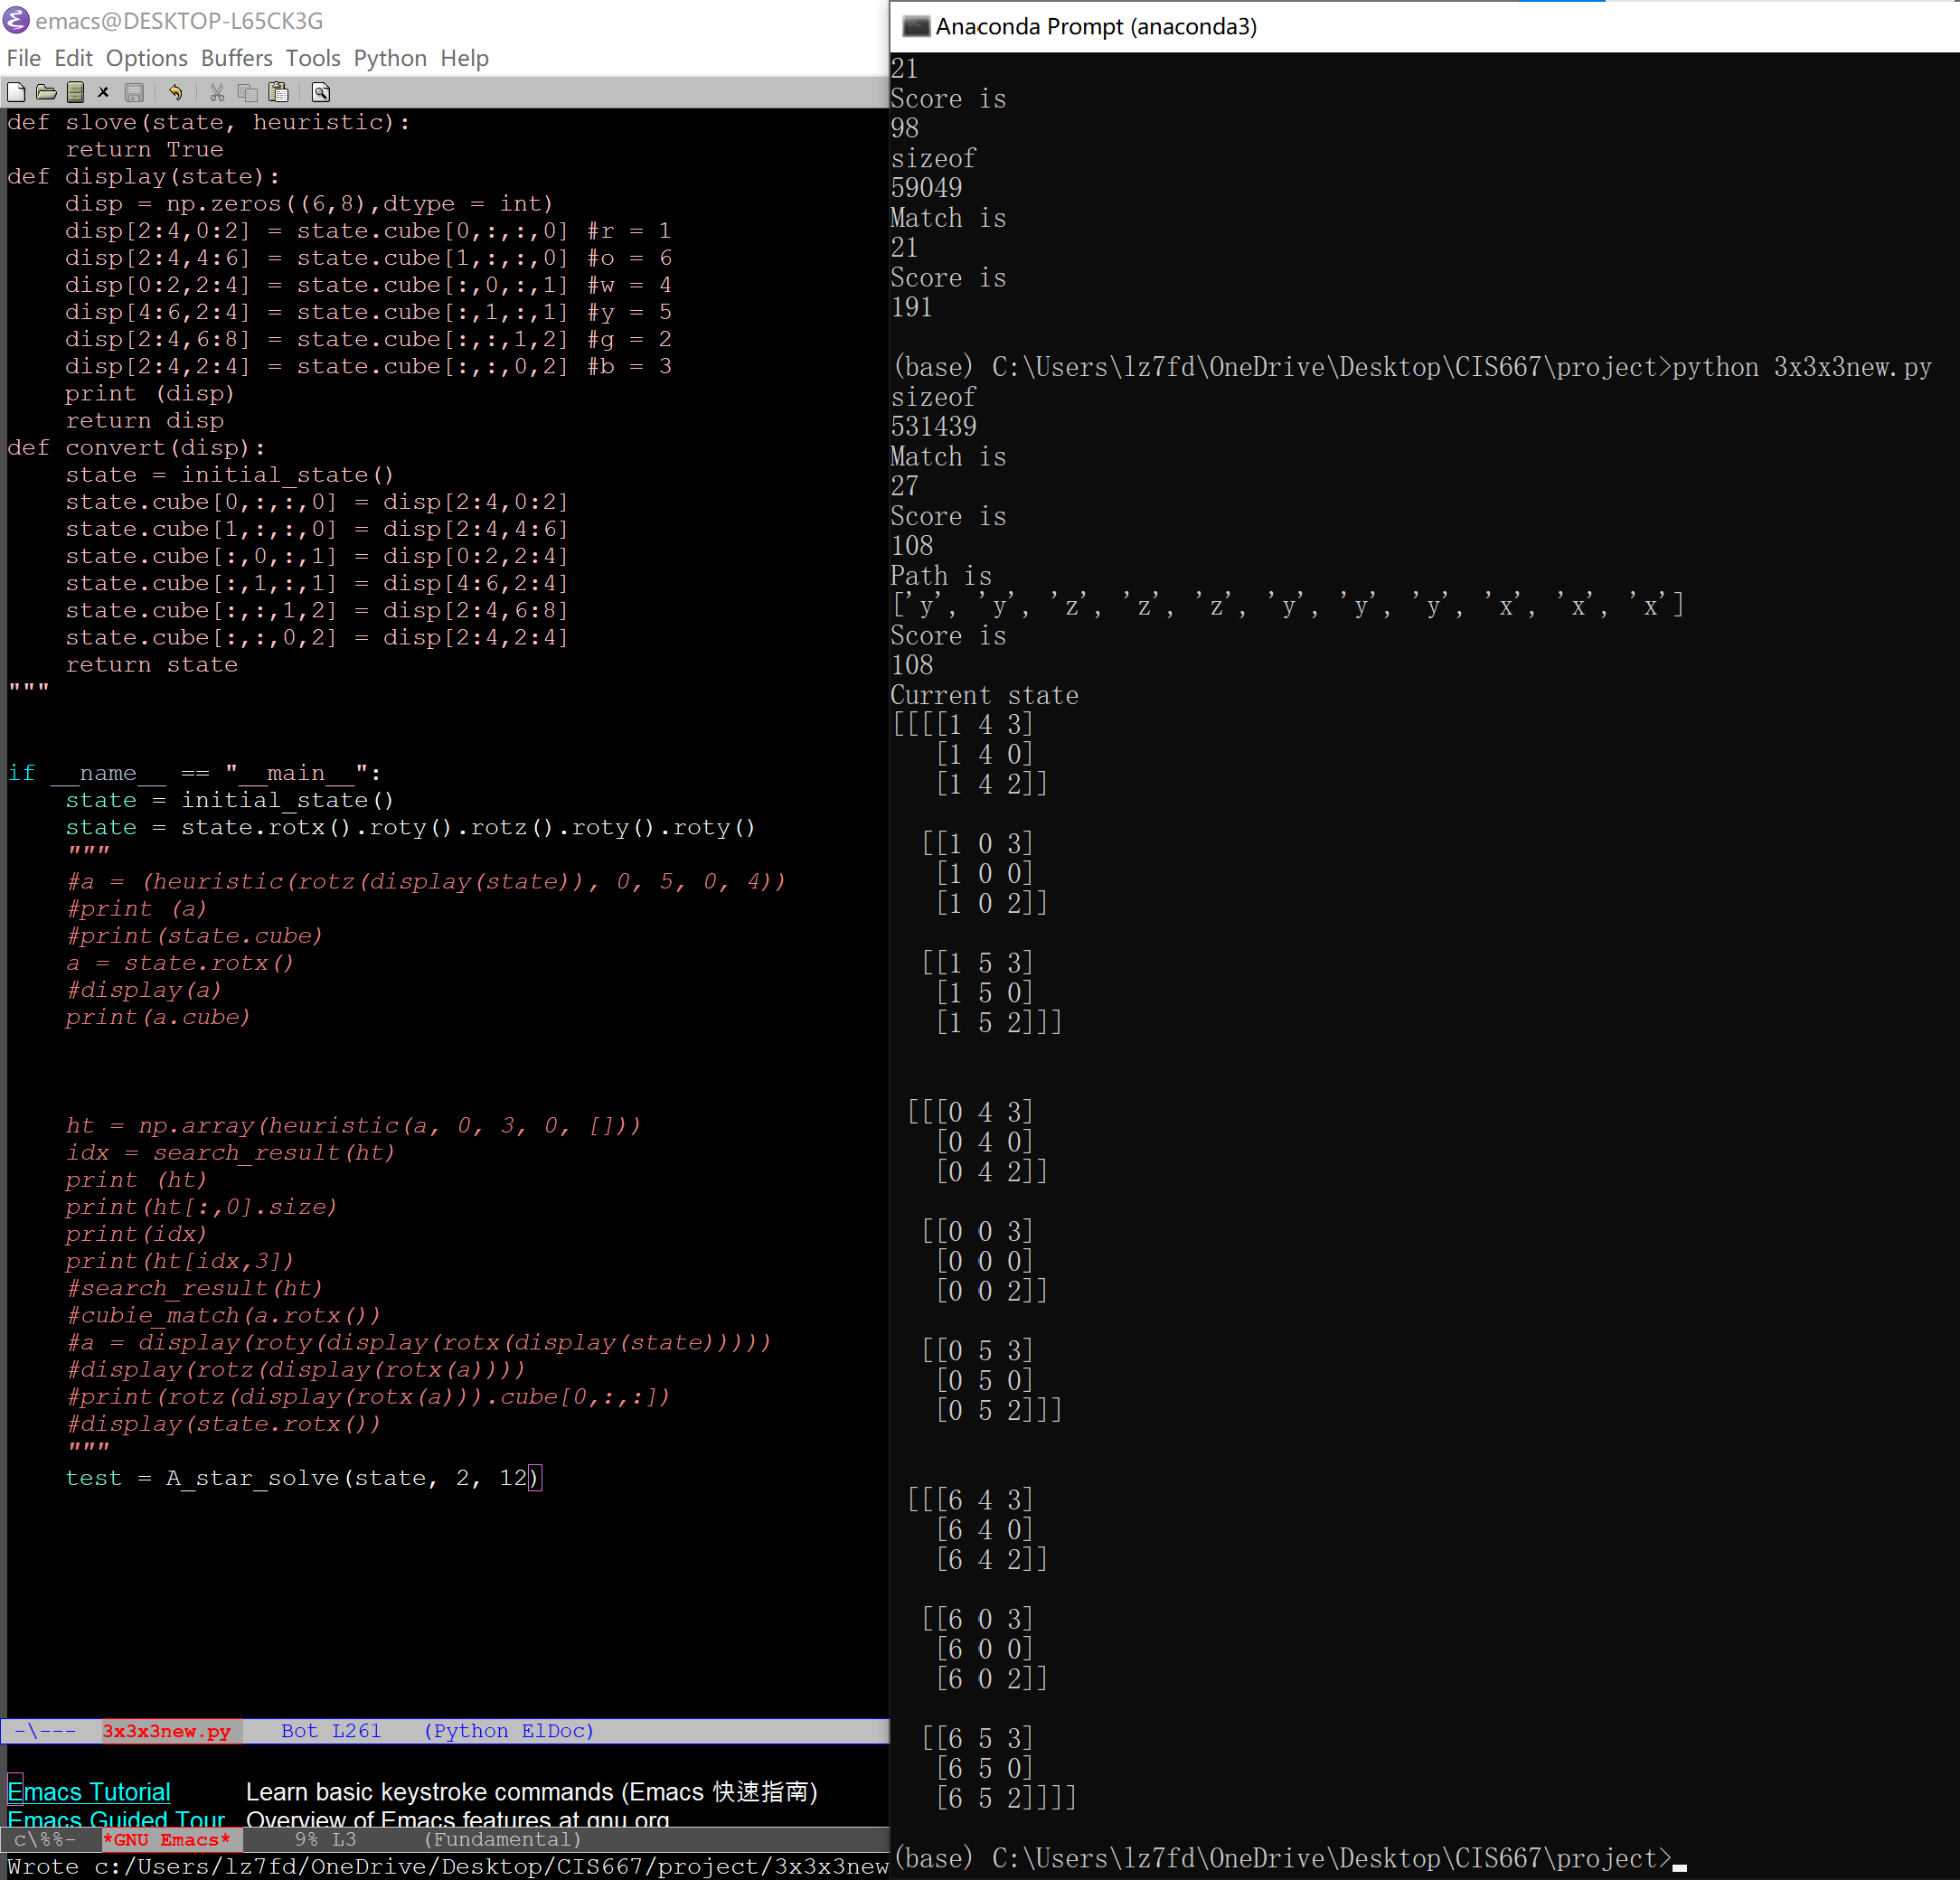 emacs@DESKTOP-L65CK3G
File Edit Options Buffers Tools Python Help
def slove(state, heuristic):
    return True
def display(state):
    disp = np.zeros((6,8),dtype = int)
    disp[2:4,0:2] = state.cube[0,:,:,0] #r = 1
    disp[2:4,4:6] = state.cube[1,:,:,0] #o = 6
    disp[0:2,2:4] = state.cube[:,0,:,1] #w = 4
    disp[4:6,2:4] = state.cube[:,1,:,1] #y = 5
    disp[2:4,6:8] = state.cube[:,:,1,2] #g = 2
    disp[2:4,2:4] = state.cube[:,:,0,2] #b = 3
    print (disp)
    return disp
def convert(disp):
    state = initial_state()
    state.cube[0,:,:,0] = disp[2:4,0:2]
    state.cube[1,:,:,0] = disp[2:4,4:6]
    state.cube[:,0,:,1] = disp[0:2,2:4]
    state.cube[:,1,:,1] = disp[4:6,2:4]
    state.cube[:,:,1,2] = disp[2:4,6:8]
    state.cube[:,:,0,2] = disp[2:4,2:4]
    return state
"""
if __name__ == "__main__":
    state = initial_state()
    state = state.rotx().roty().rotz().roty().roty()
    """
    #a = (heuristic(rotz(display(state)), 0, 5, 0, 4))
    #print (a)
    #print(state.cube)
    a = state.rotx()
    #display(a)
    print(a.cube)
    ht = np.array(heuristic(a, 0, 3, 0, []))
    idx = search_result(ht)
    print (ht)
    print(ht[:,0].size)
    print(idx)
    print(ht[idx,3])
    #search_result(ht)
    #cubie_match(a.rotx())
    #a = display(roty(display(rotx(display(state)))))
    #display(rotz(display(rotx(a))))
    #print(rotz(display(rotx(a))).cube[0,:,:])
    #display(state.rotx())
    """
    test = A_star_solve(state, 2, 12)
-\--- 3x3x3new.py Bot L261 (Python ElDoc)
Emacs Tutorial Learn basic keystroke commands (Emacs 快速指南)
Emacs Guided Tour Overview of Emacs features at gnu.org
c\%%- *GNU Emacs* 9% L3 (Fundamental)
Wrote c:/Users/lz7fd/OneDrive/Desktop/CIS667/project/3x3x3new
Anaconda Prompt (anaconda3)
21
Score is
98
sizeof
59049
Match is
21
Score is
191
(base) C:\Users\lz7fd\OneDrive\Desktop\CIS667\project>python 3x3x3new.py
sizeof
531439
Match is
27
Score is
108
Path is
['y', 'y', 'z', 'z', 'z', 'y', 'y', 'y', 'x', 'x', 'x']
Score is
108
Current state
[[[[1 4 3]
   [1 4 0]
   [1 4 2]]
  [[1 0 3]
   [1 0 0]
   [1 0 2]]
  [[1 5 3]
   [1 5 0]
   [1 5 2]]]
 [[[0 4 3]
   [0 4 0]
   [0 4 2]]
  [[0 0 3]
   [0 0 0]
   [0 0 2]]
  [[0 5 3]
   [0 5 0]
   [0 5 2]]]
 [[[6 4 3]
   [6 4 0]
   [6 4 2]]
  [[6 0 3]
   [6 0 0]
   [6 0 2]]
  [[6 5 3]
   [6 5 0]
   [6 5 2]]]]
(base) C:\Users\lz7fd\OneDrive\Desktop\CIS667\project>